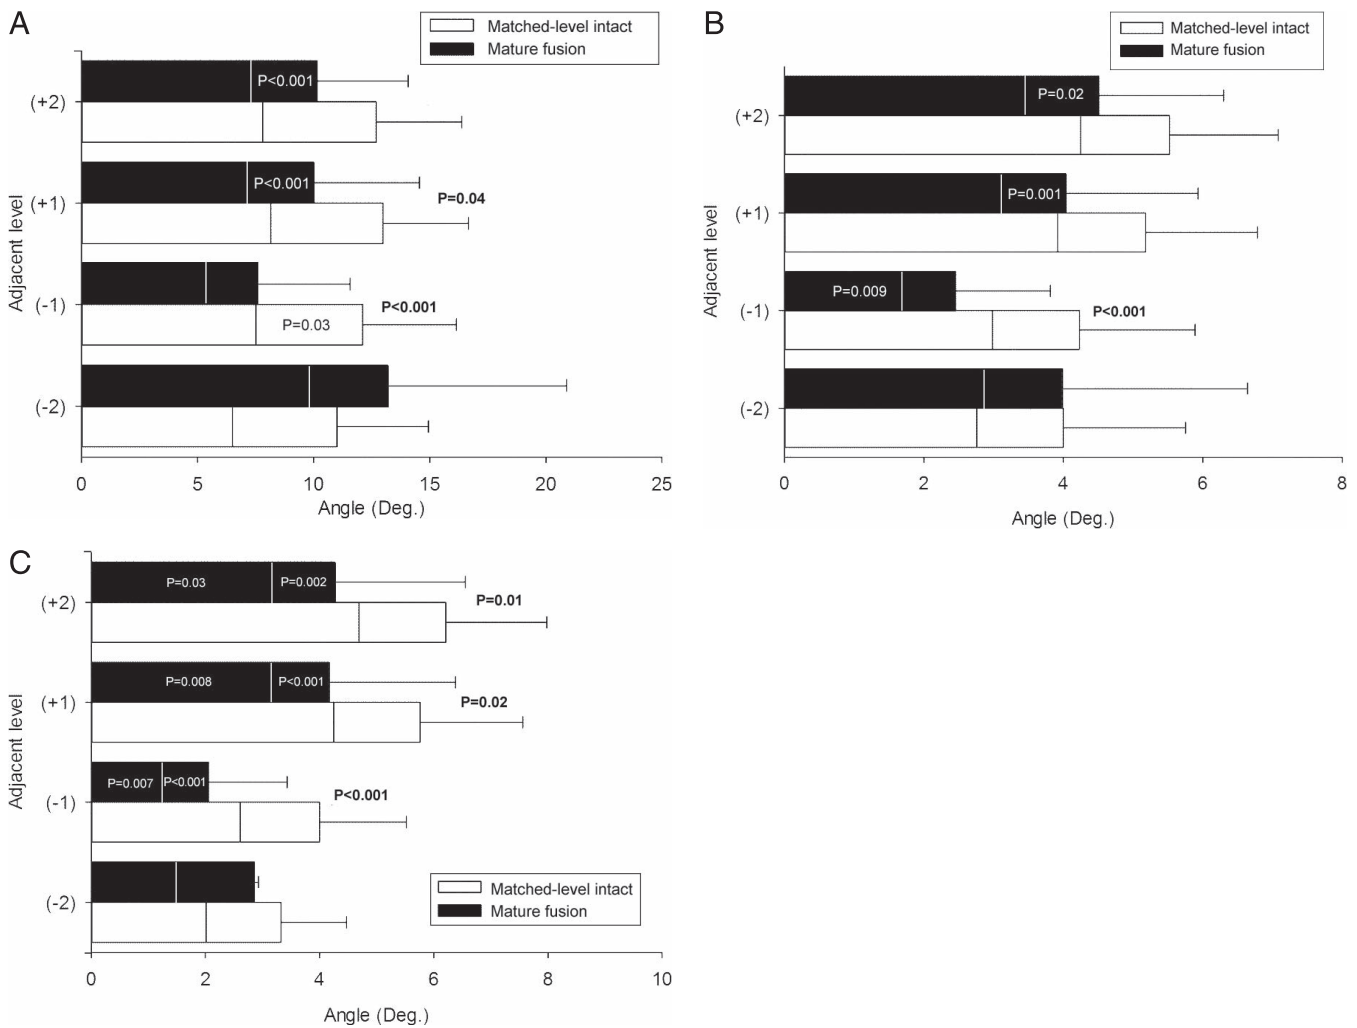 A
Matched-level intact
Mature fusion
Adjacent level
(+2)
P<0.001
(+1)
P<0.001
P=0.04
(-1)
P<0.001
P=0.03
(-2)
0 5 10 15 20 25
Angle (Deg.)
B
Matched-level intact
Mature fusion
Adjacent level
(+2)
P=0.02
(+1)
P=0.001
(-1)
P=0.009
P<0.001
(-2)
0 2 4 6 8
Angle (Deg.)
C
Adjacent level
(+2)
P=0.03 P=0.002
P=0.01
(+1)
P=0.008 P<0.001
P=0.02
(-1)
P=0.007 P<0.001
P<0.001
(-2)
Matched-level intact
Mature fusion
0 2 4 6 8 10
Angle (Deg.)